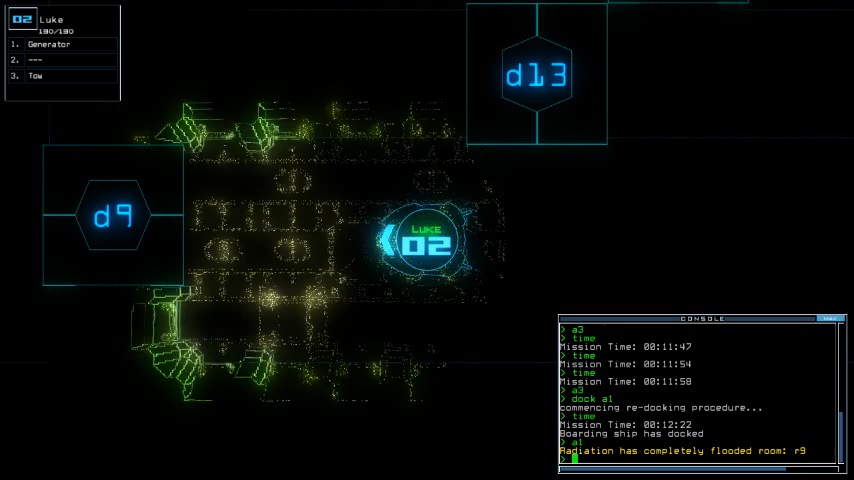 02 Luke
130/130
1. Generator
2. ---
3. Tow
d13
d9
LUKE
02
CONSOLE
> a3
> time
Mission Time: 00:11:47
> time
Mission Time: 00:11:54
> time
Mission Time: 00:11:58
> a3
> dock a1
commencing re-docking procedure...
> time
Mission Time: 00:12:22
Boarding ship has docked
> a1
Radiation has completely flooded room: r9
>